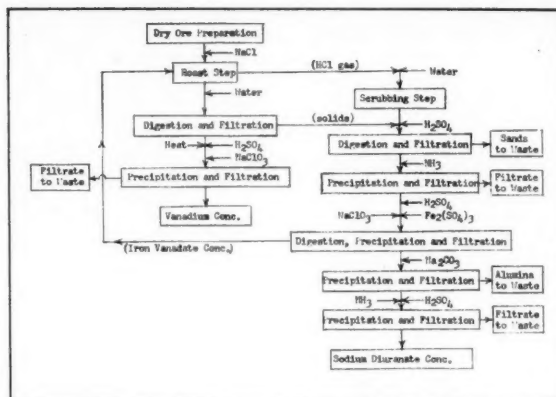 Dry Ore Preparation
NaCl
Roast Step
(HCl gas)
Water
Water
Scrubbing Step
Digestion and Filtration
(solids)
H2SO4
Heat
H2SO4
NaClO3
Digestion and Filtration
Sands
to Waste
NH3
Filtrate
to Waste
Precipitation and Filtration
Precipitation and Filtration
Filtrate
to Waste
H2SO4
Vanadium Conc.
NaClO3
Fe2(SO4)3
Digestion, Precipitation and Filtration
(Iron Vanadate Conc.)
Na2CO3
Precipitation and Filtration
Alumina
to Waste
NH3
H2SO4
Precipitation and Filtration
Filtrate
to Waste
Sodium Diuranate Conc.